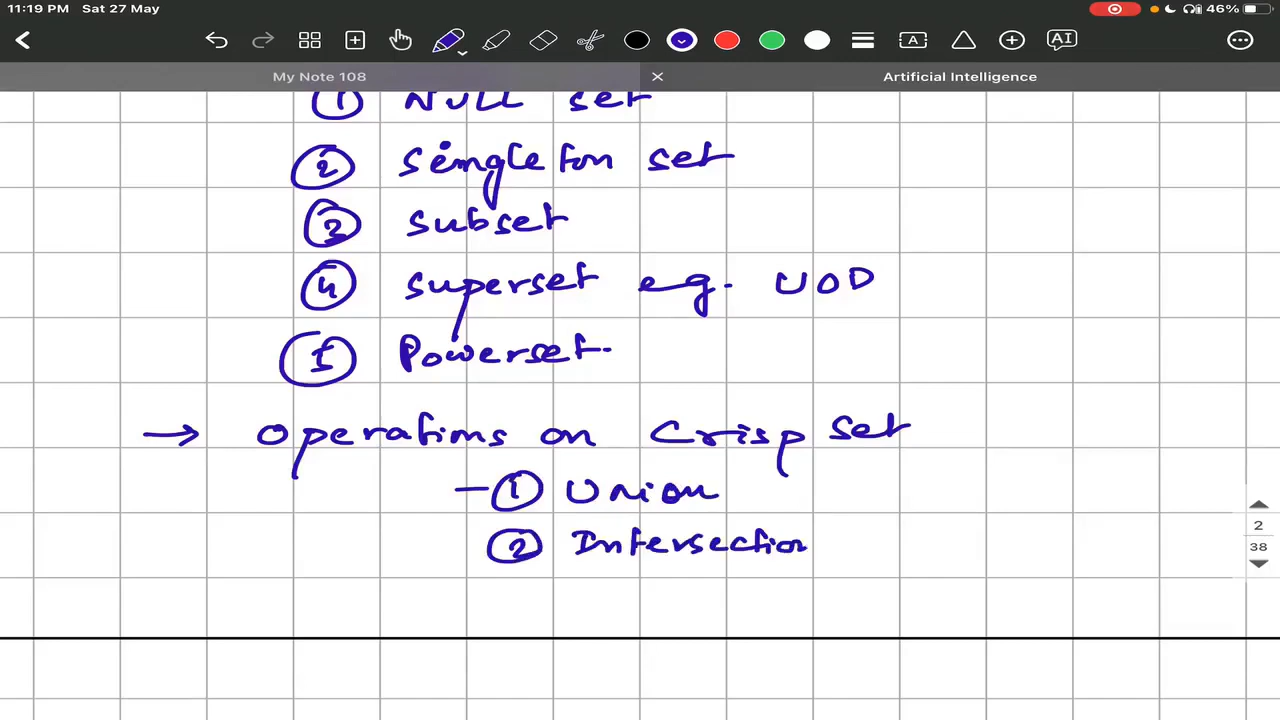 11:19 PM Sat 27 May
46%
A
AI
My Note 108
Artificial Intelligence
① NULL set
② Singleton set
③ Subset
④ Superset eg. UOD
⑤ Powerset.
→ Operations on Crisp set
- ① Union
② Intersection
2
38